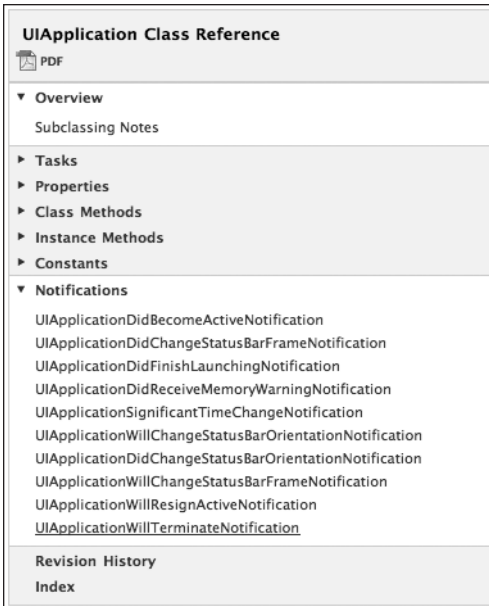 UIApplication Class Reference
PDF
Overview
Subclassing Notes
Tasks
Properties
Class Methods
Instance Methods
Constants
Notifications
UIApplicationDidBecomeActiveNotification
UIApplicationDidChangeStatusBarFrameNotification
UIApplicationDidFinishLaunchingNotification
UIApplicationDidReceiveMemoryWarningNotification
UIApplicationSignificantTimeChangeNotification
UIApplicationWillChangeStatusBarOrientationNotification
UIApplicationDidChangeStatusBarOrientationNotification
UIApplicationWillChangeStatusBarFrameNotification
UIApplicationWillResignActiveNotification
UIApplicationWillTerminateNotification
Revision History
Index